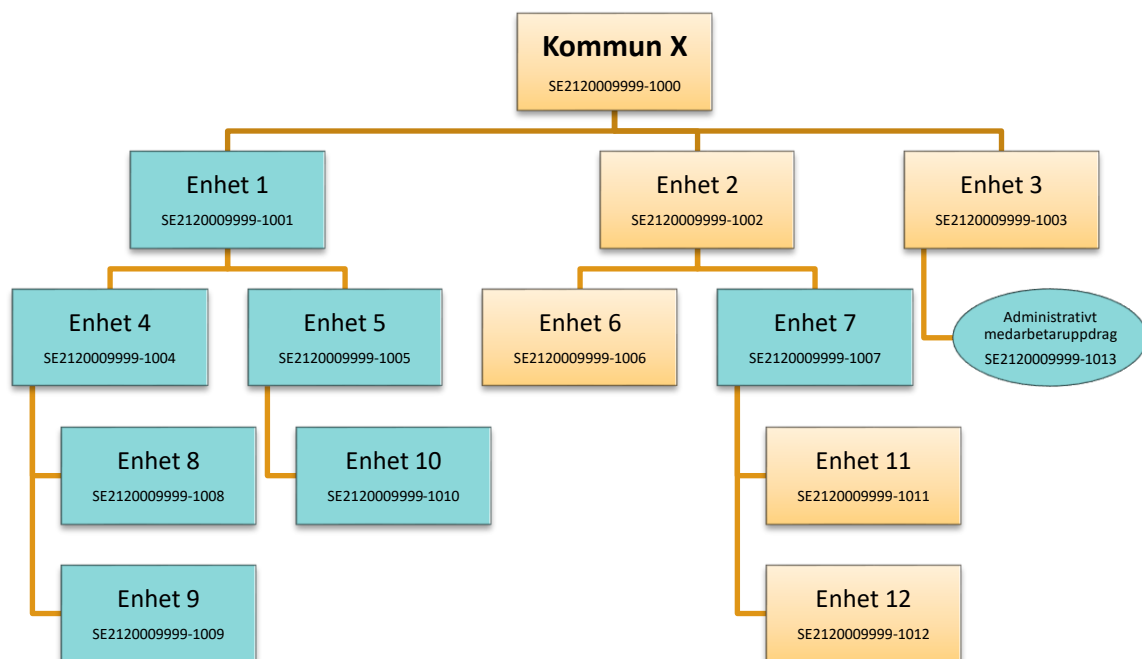 Kommun X
SE2120009999-1000
Enhet 1
SE2120009999-1001
Enhet 2
SE2120009999-1002
Enhet 3
SE2120009999-1003
Enhet 4
SE2120009999-1004
Enhet 5
SE2120009999-1005
Enhet 6
SE2120009999-1006
Enhet 7
SE2120009999-1007
Administrativt
medarbetaruppdrag
SE2120009999-1013
Enhet 8
SE2120009999-1008
Enhet 10
SE2120009999-1010
Enhet 11
SE2120009999-1011
Enhet 9
SE2120009999-1009
Enhet 12
SE2120009999-1012